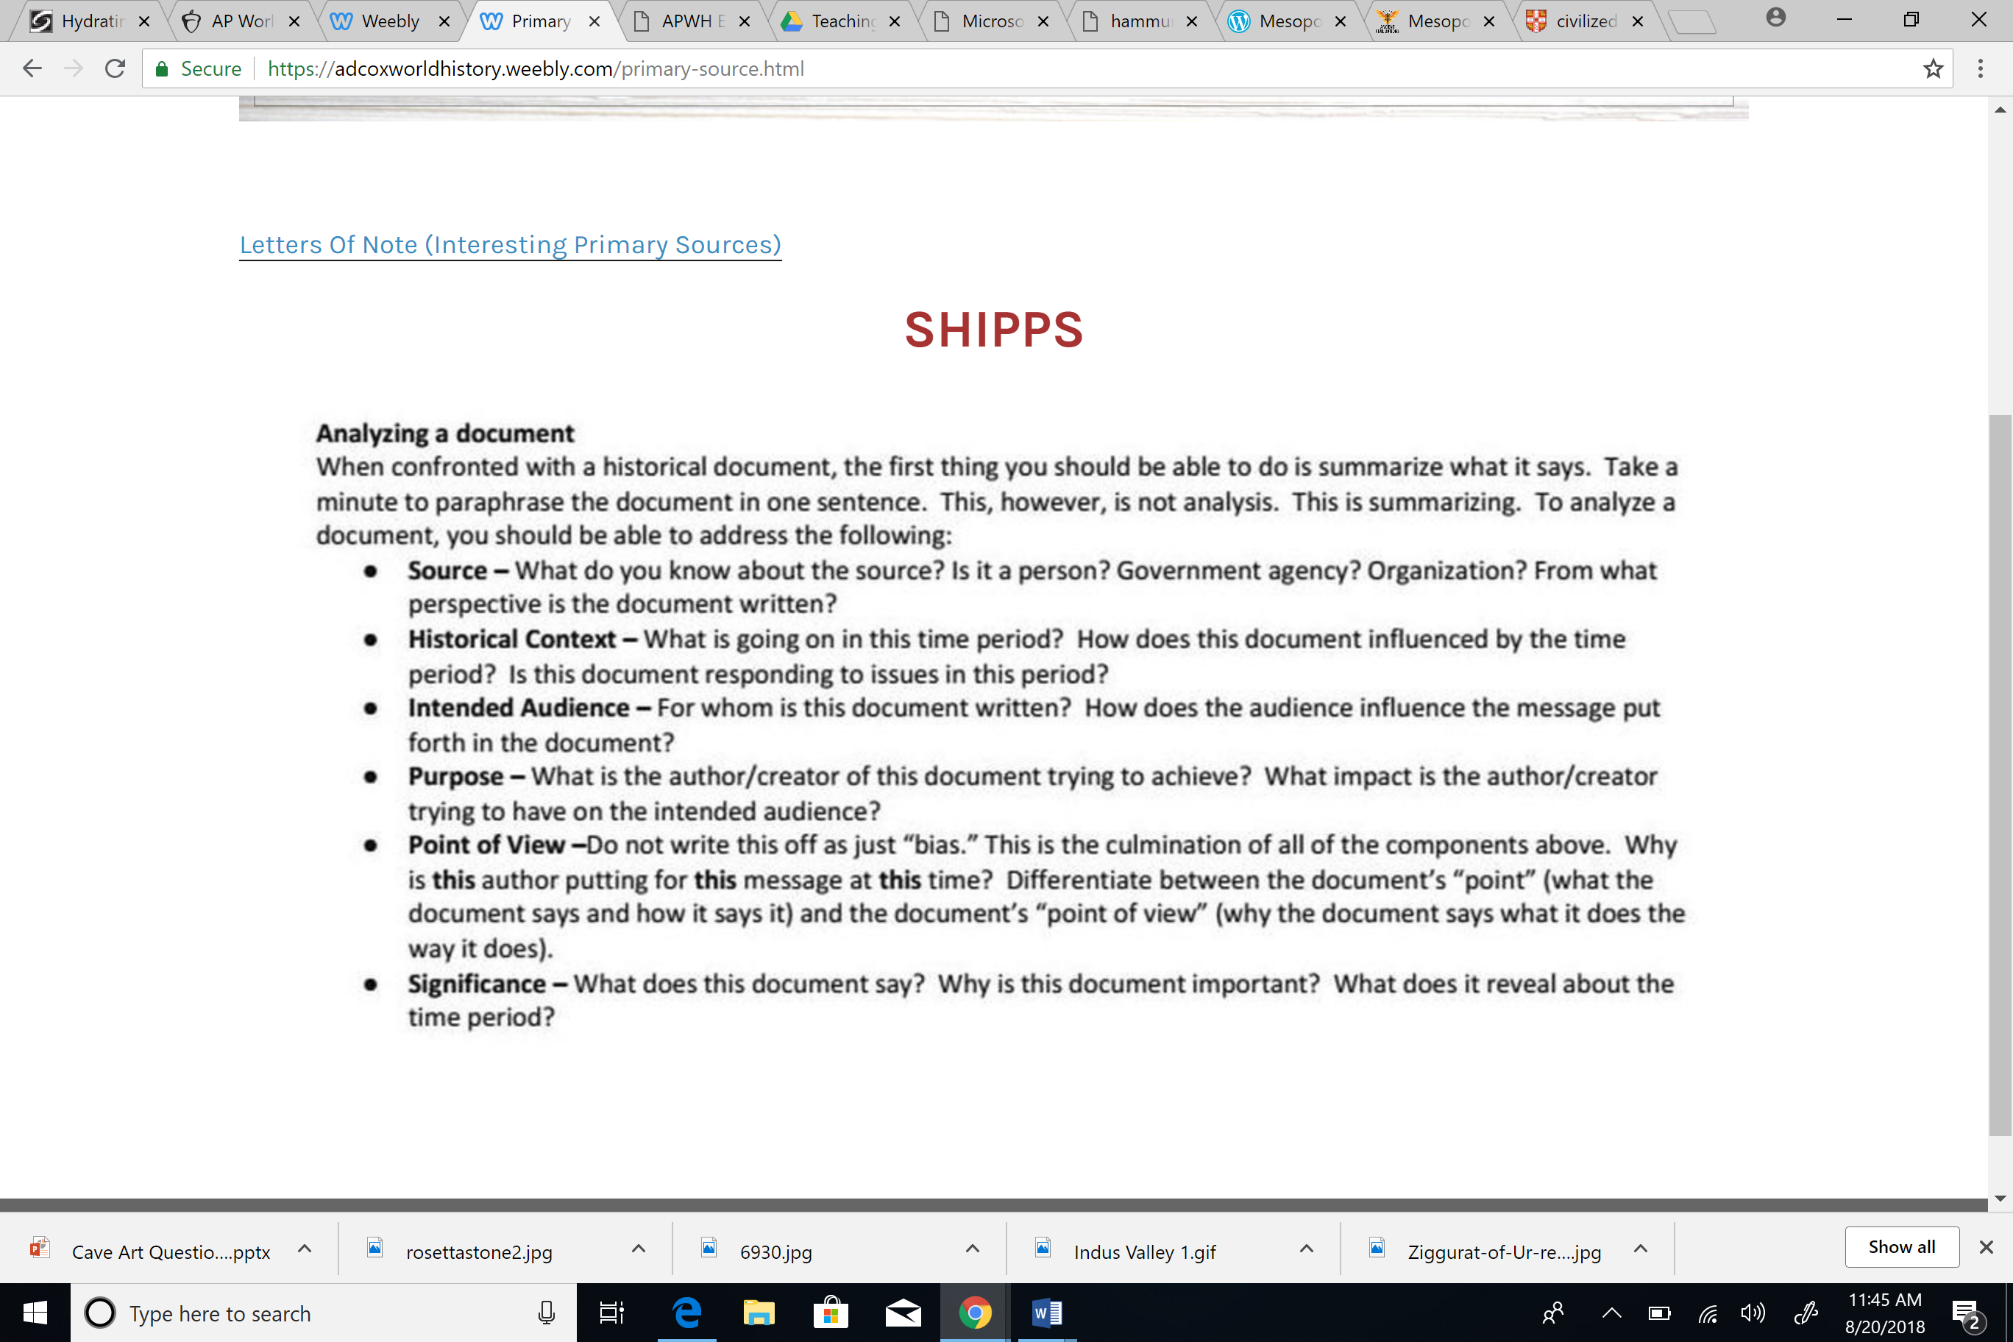 Hydratin
AP Worl
Weebly
Primary
APWH E
Teaching
Microso
hammu
Mesopo
Mesopo
civilized
Secure
https://adcoxworldhistory.weebly.com/primary-source.html
Letters Of Note (Interesting Primary Sources)
SHIPPS
Analyzing a document
When confronted with a historical document, the first thing you should be able to do is summarize what it says. Take a
minute to paraphrase the document in one sentence. This, however, is not analysis. This is summarizing. To analyze a
document, you should be able to address the following:
● Source – What do you know about the source? Is it a person? Government agency? Organization? From what
perspective is the document written?
● Historical Context – What is going on in this time period? How does this document influenced by the time
period? Is this document responding to issues in this period?
● Intended Audience – For whom is this document written? How does the audience influence the message put
forth in the document?
● Purpose – What is the author/creator of this document trying to achieve? What impact is the author/creator
trying to have on the intended audience?
● Point of View –Do not write this off as just “bias.” This is the culmination of all of the components above. Why
is this author putting for this message at this time? Differentiate between the document’s “point” (what the
document says and how it says it) and the document’s “point of view” (why the document says what it does the
way it does).
● Significance – What does this document say? Why is this document important? What does it reveal about the
time period?
Cave Art Questio....pptx
rosettastone2.jpg
6930.jpg
Indus Valley 1.gif
Ziggurat-of-Ur-re....jpg
Show all
Type here to search
11:45 AM
8/20/2018
2